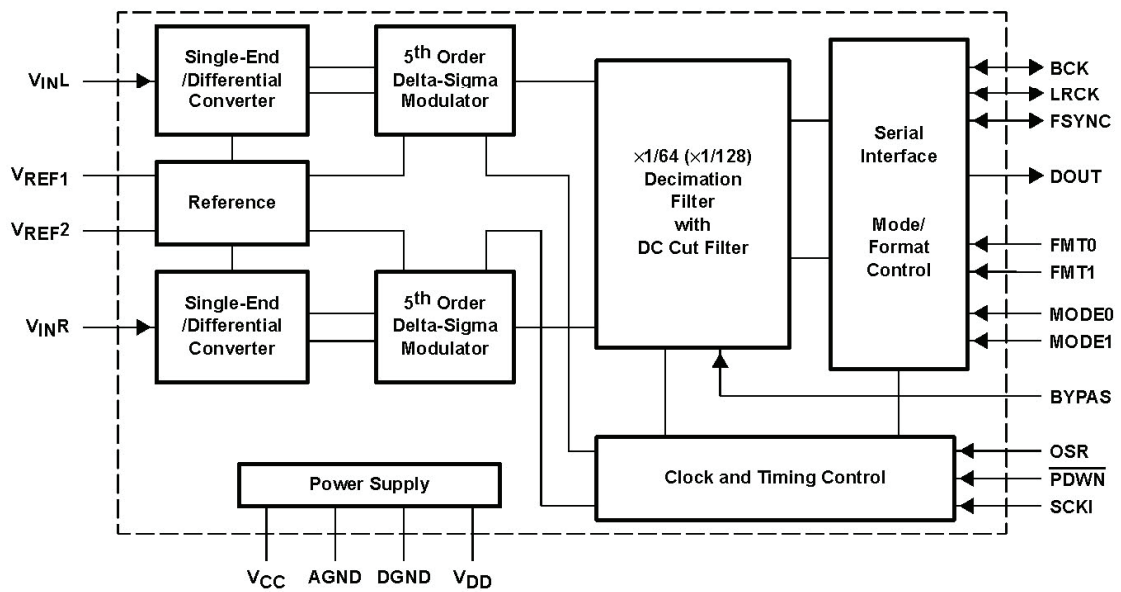 VINL
Single-End
/Differential
Converter
5th Order
Delta-Sigma
Modulator
VREF1
VREF2
Reference
VINR
Single-End
/Differential
Converter
5th Order
Delta-Sigma
Modulator
×1/64 (×1/128)
Decimation
Filter
with
DC Cut Filter
Serial
Interface
Mode/
Format
Control
BCK
LRCK
FSYNC
DOUT
FMT0
FMT1
MODE0
MODE1
BYPAS
OSR
PDWN
SCKI
Clock and Timing Control
Power Supply
VCC
AGND
DGND
VDD